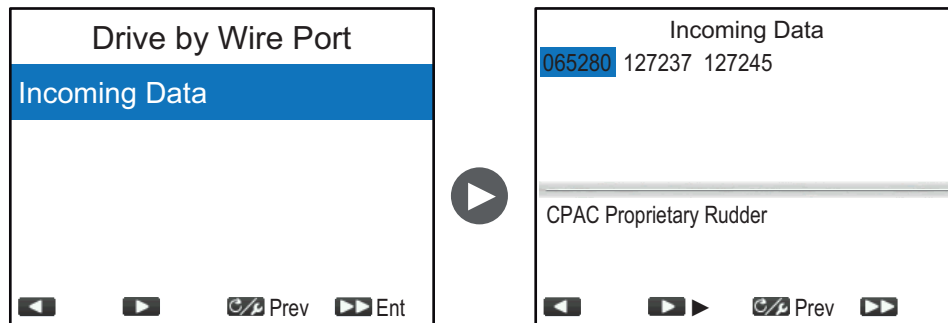 Drive by Wire Port
Incoming Data
Prev Ent
Incoming Data
065280 127237 127245
CPAC Proprietary Rudder
Prev